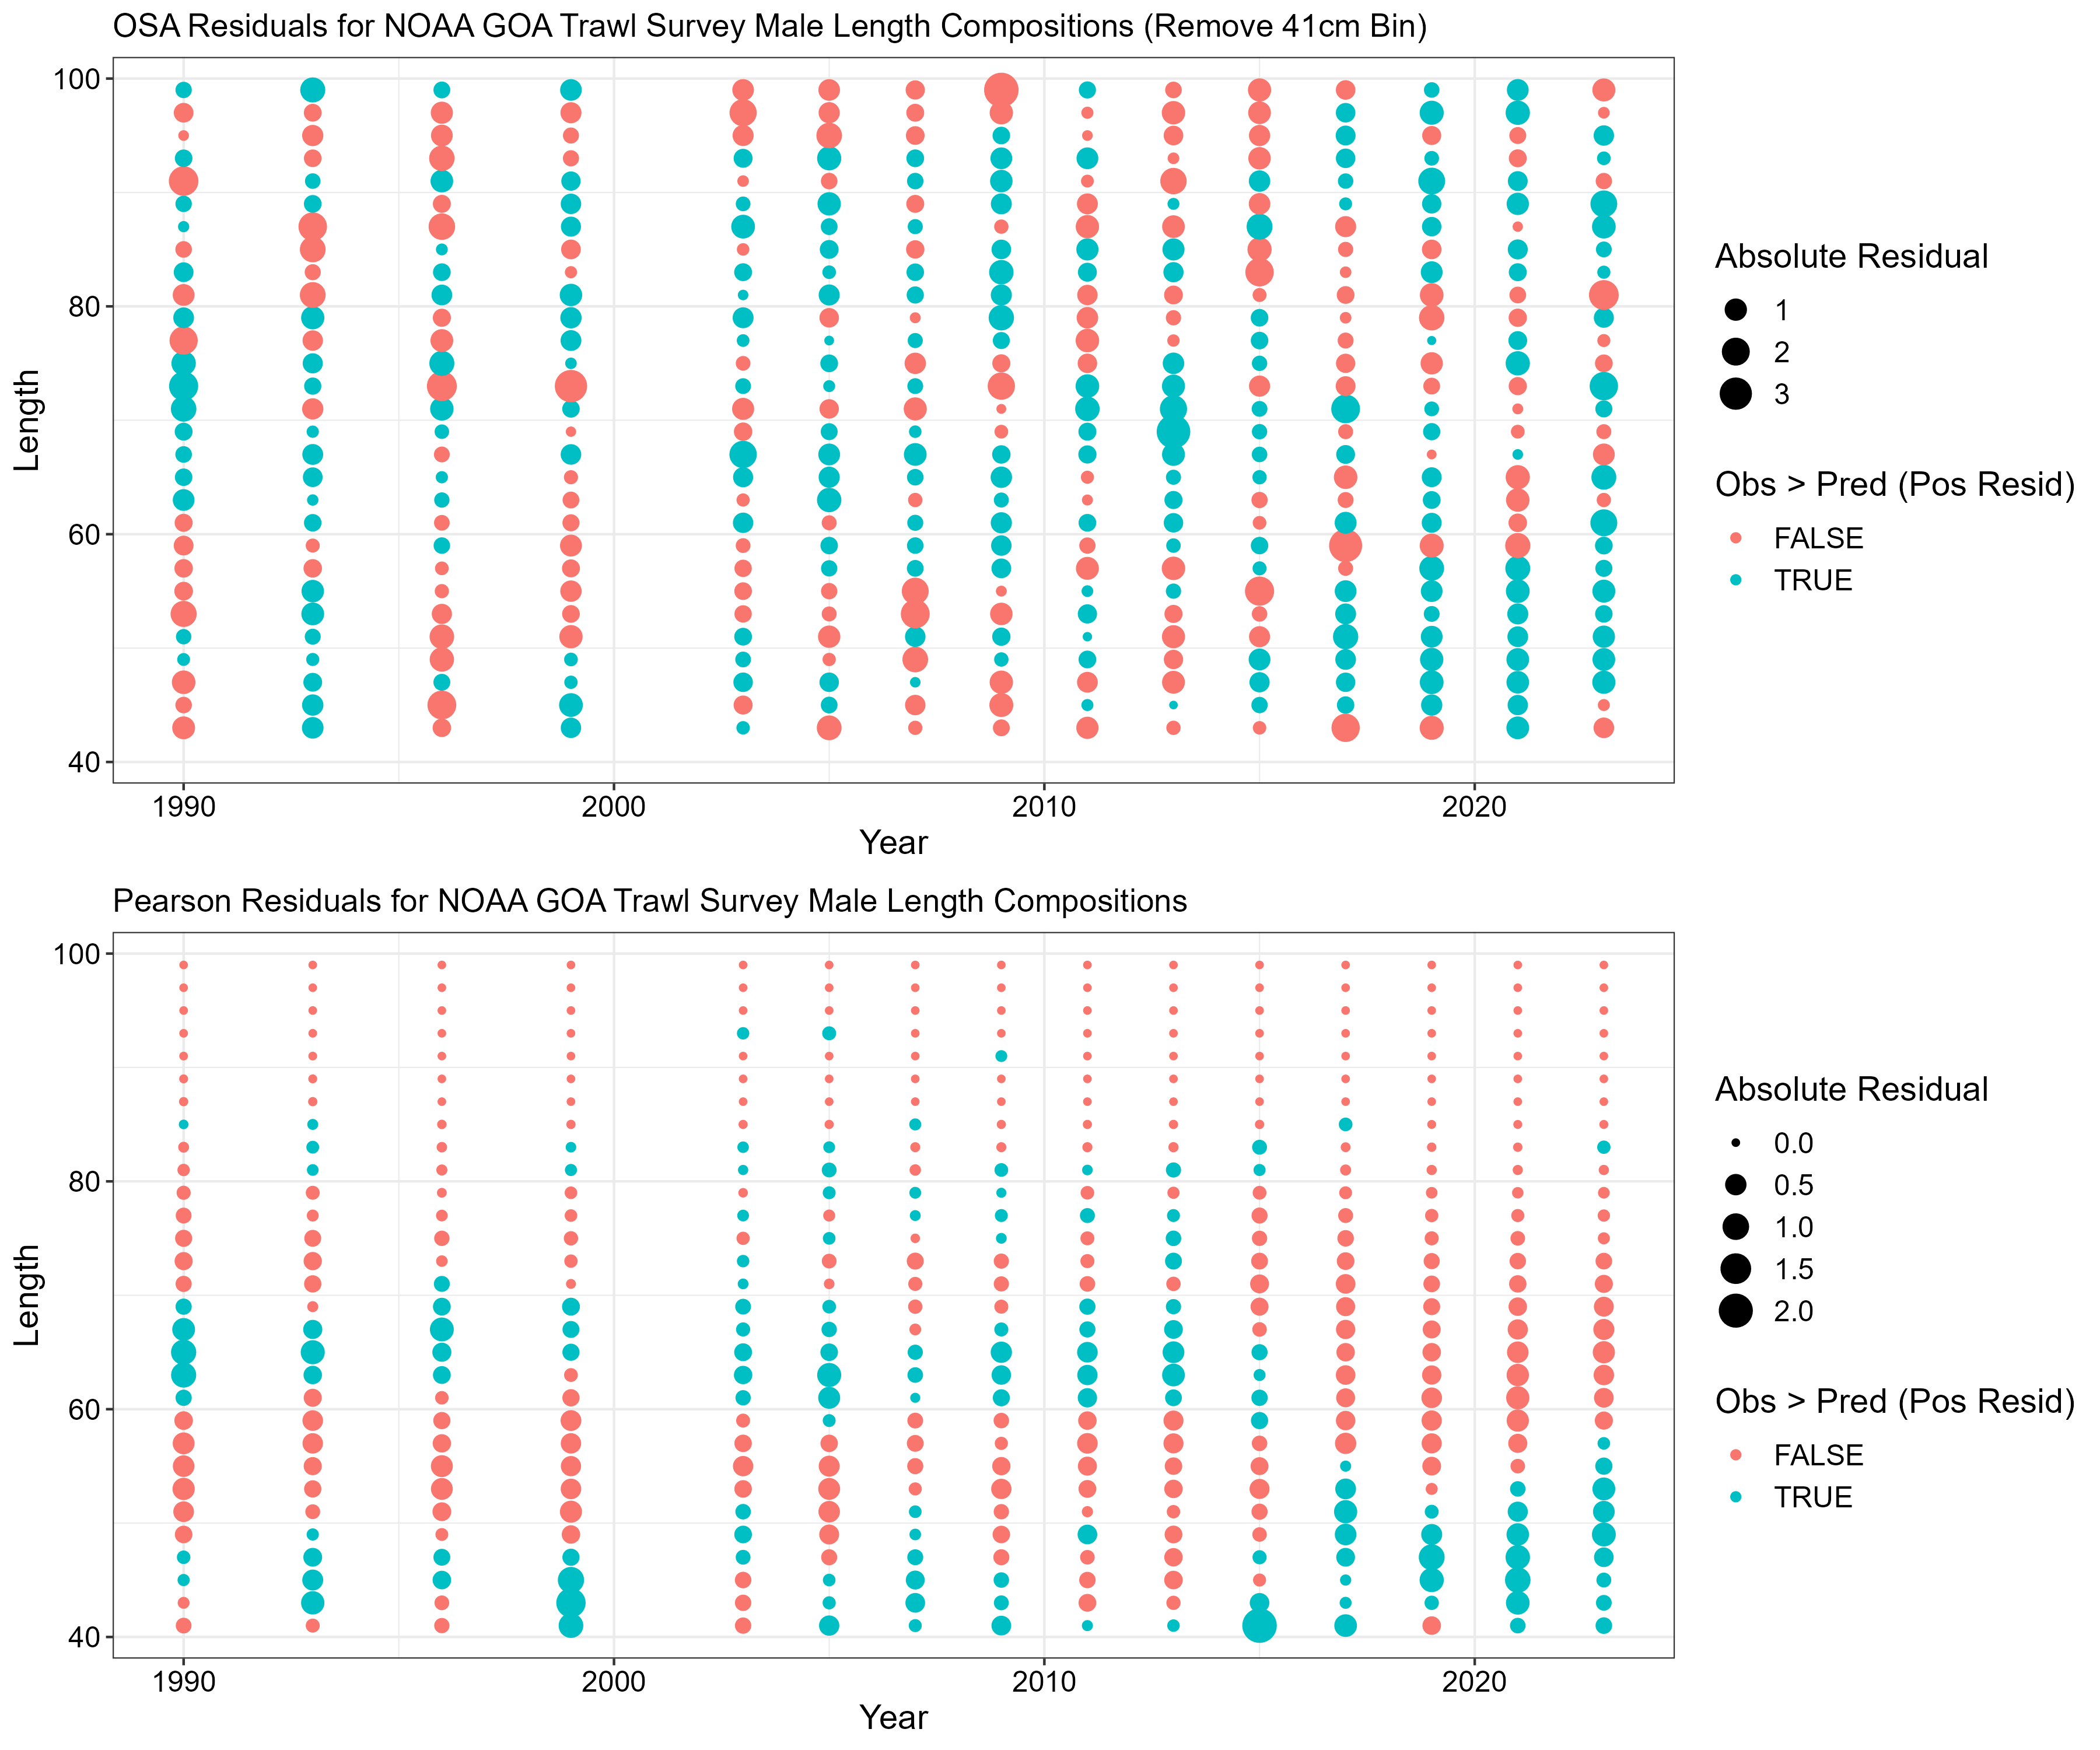 OSA Residuals for NOAA GOA Trawl Survey Male Length Compositions (Remove 41cm Bin)
100
80
60
40
Length
1990
2000
2010
2020
Year
Absolute Residual
1
2
3
Obs > Pred (Pos Resid)
FALSE
TRUE
Pearson Residuals for NOAA GOA Trawl Survey Male Length Compositions
100
80
60
40
Length
1990
2000
2010
2020
Year
Absolute Residual
0.0
0.5
1.0
1.5
2.0
Obs > Pred (Pos Resid)
FALSE
TRUE